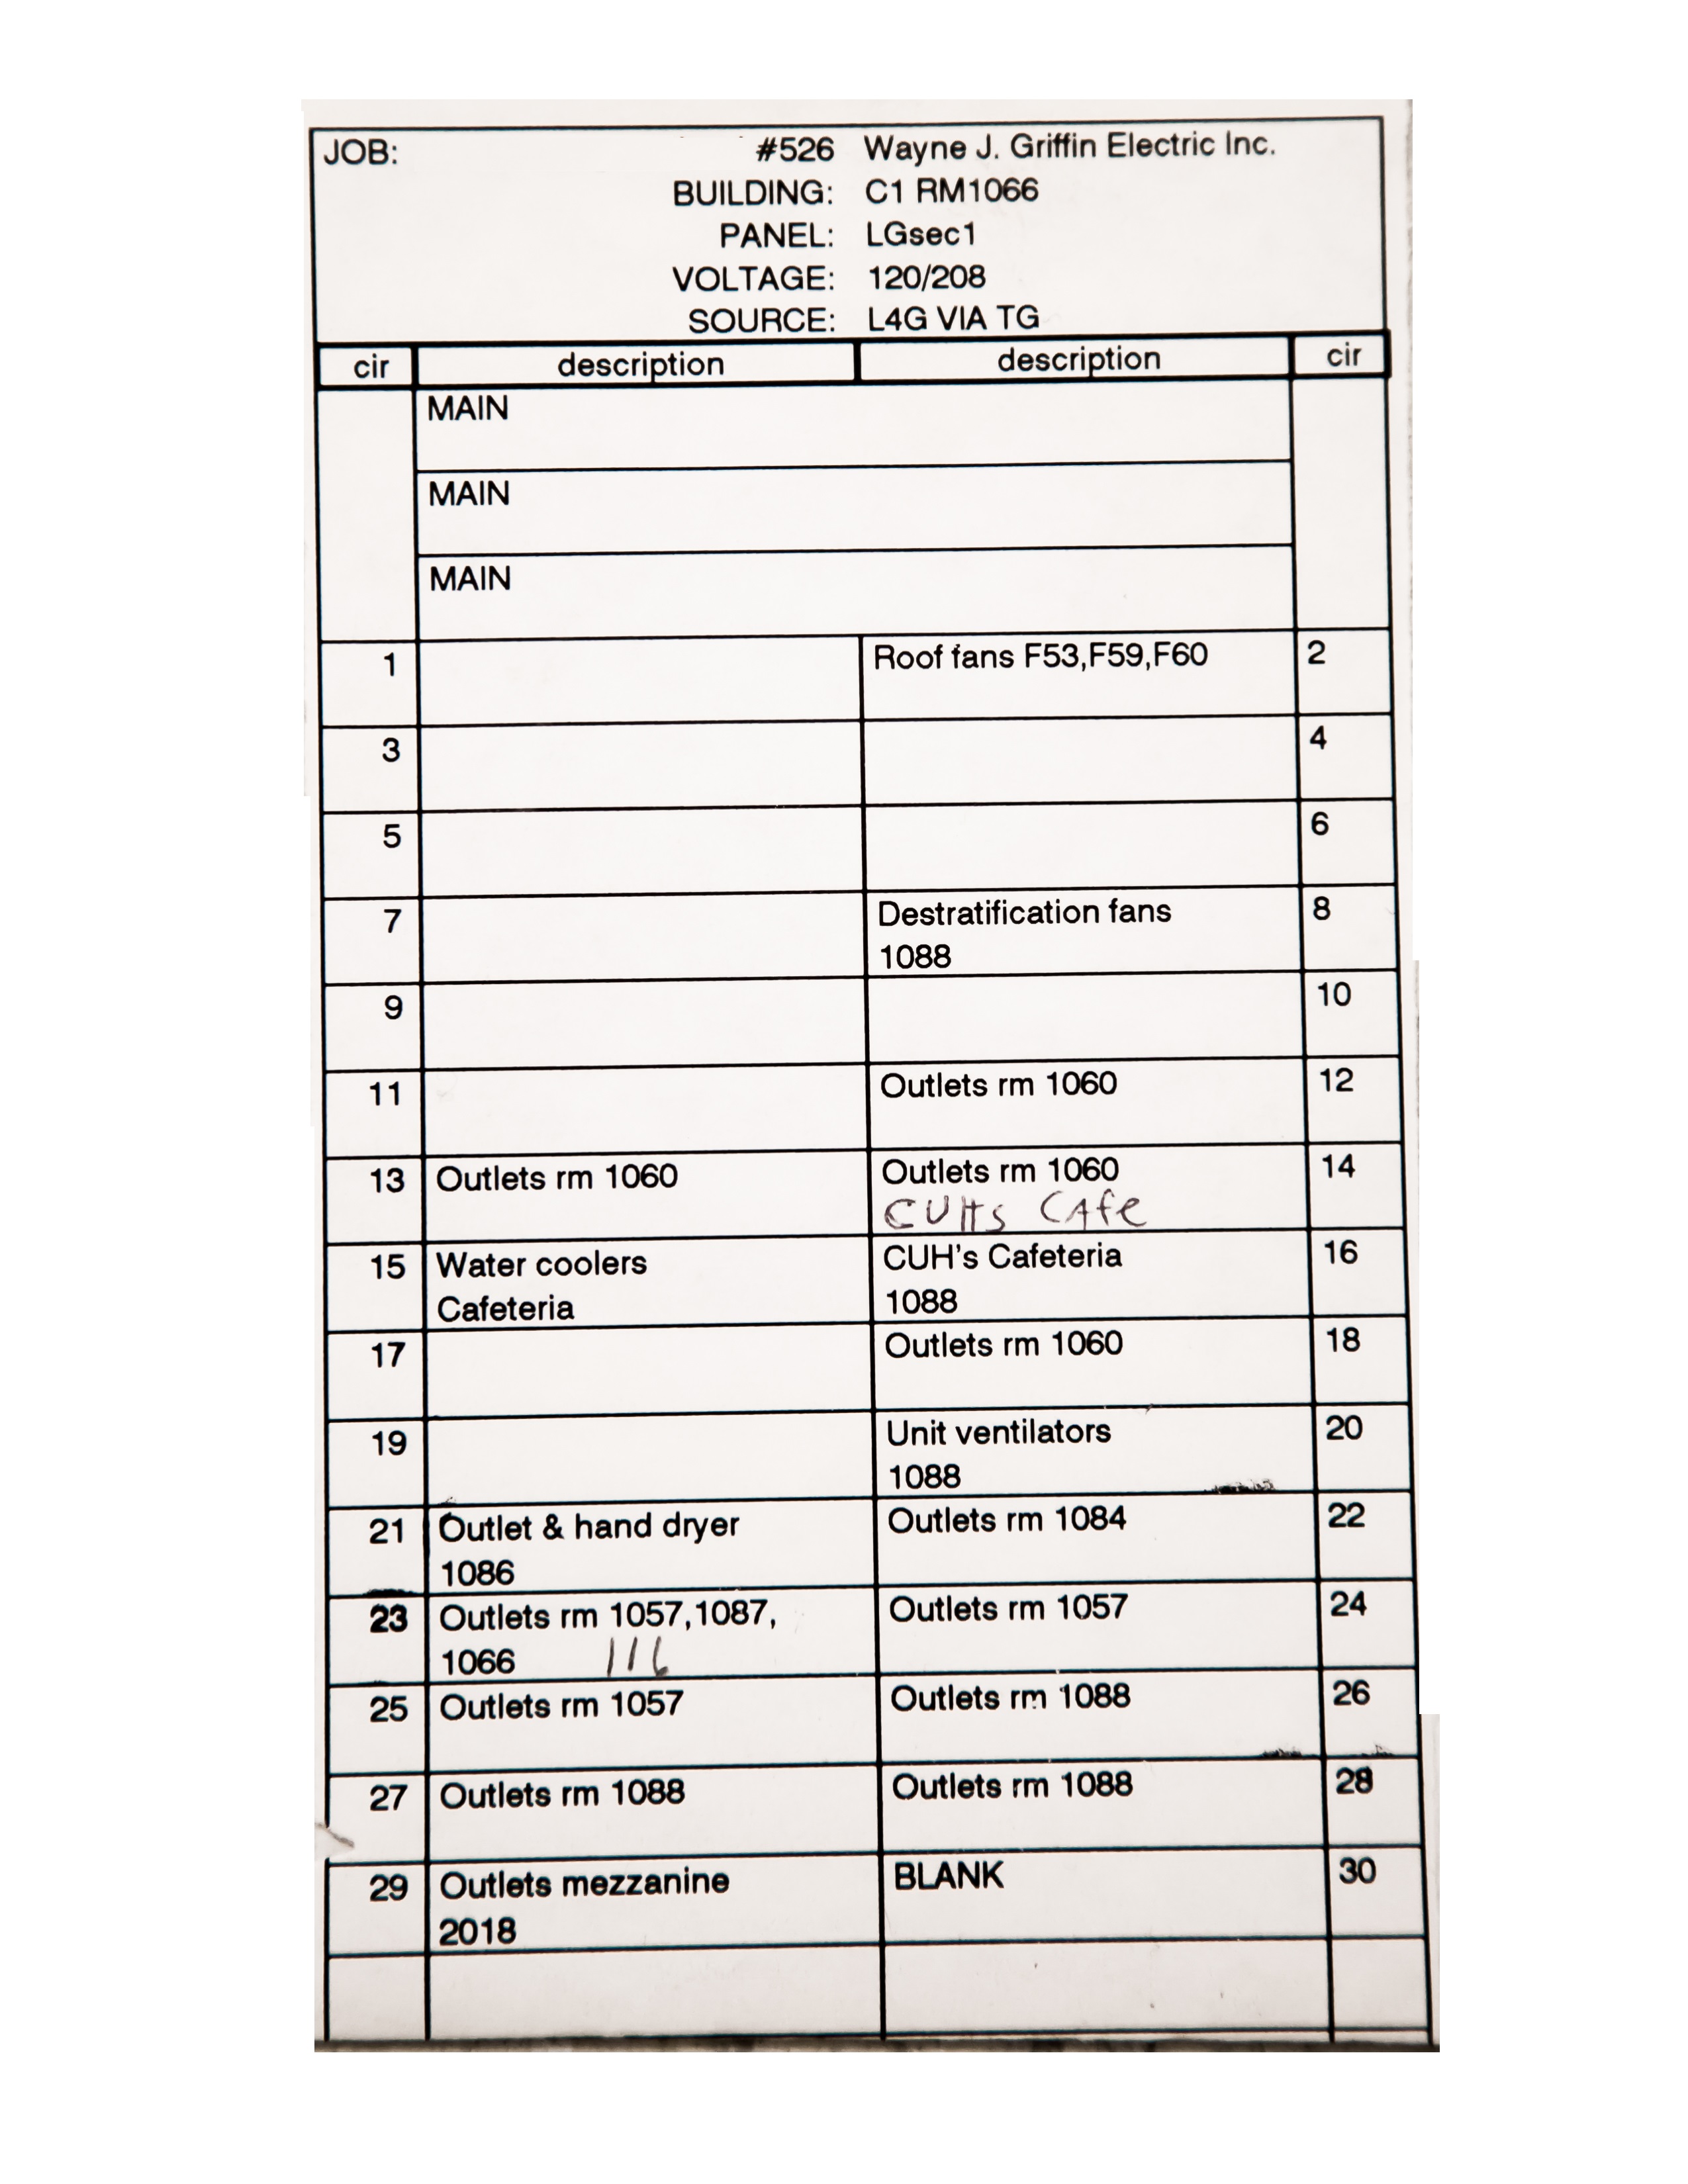 JOB: #526 Wayne J. Griffin Electric Inc.
BUILDING: C1 RM1066
PANEL: LGsec1
VOLTAGE: 120/208
SOURCE: L4G VIA TG
cir description description cir
MAIN
MAIN
MAIN
1 Roof fans F53,F59,F60 2
3 4
5 6
7 Destratification fans 8
1088
9 10
11 Outlets rm 1060 12
13 Outlets rm 1060 Outlets rm 1060 14
CUHs CAfe
15 Water coolers CUH's Cafeteria 16
Cafeteria 1088
17 Outlets rm 1060 18
19 Unit ventilators 20
1088
21 Outlet & hand dryer Outlets rm 1084 22
1086
23 Outlets rm 1057,1087, Outlets rm 1057 24
1066 116
25 Outlets rm 1057 Outlets rm 1088 26
27 Outlets rm 1088 Outlets rm 1088 28
29 Outlets mezzanine BLANK 30
2018